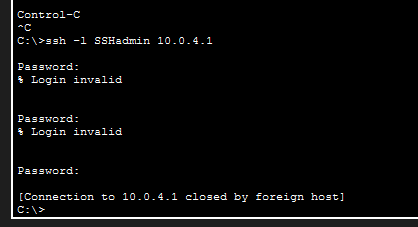 Control-C
^C
C:\>ssh -l SSHadmin 10.0.4.1
Password:
% Login invalid
Password:
% Login invalid
Password:
[Connection to 10.0.4.1 closed by foreign host]
C:\>